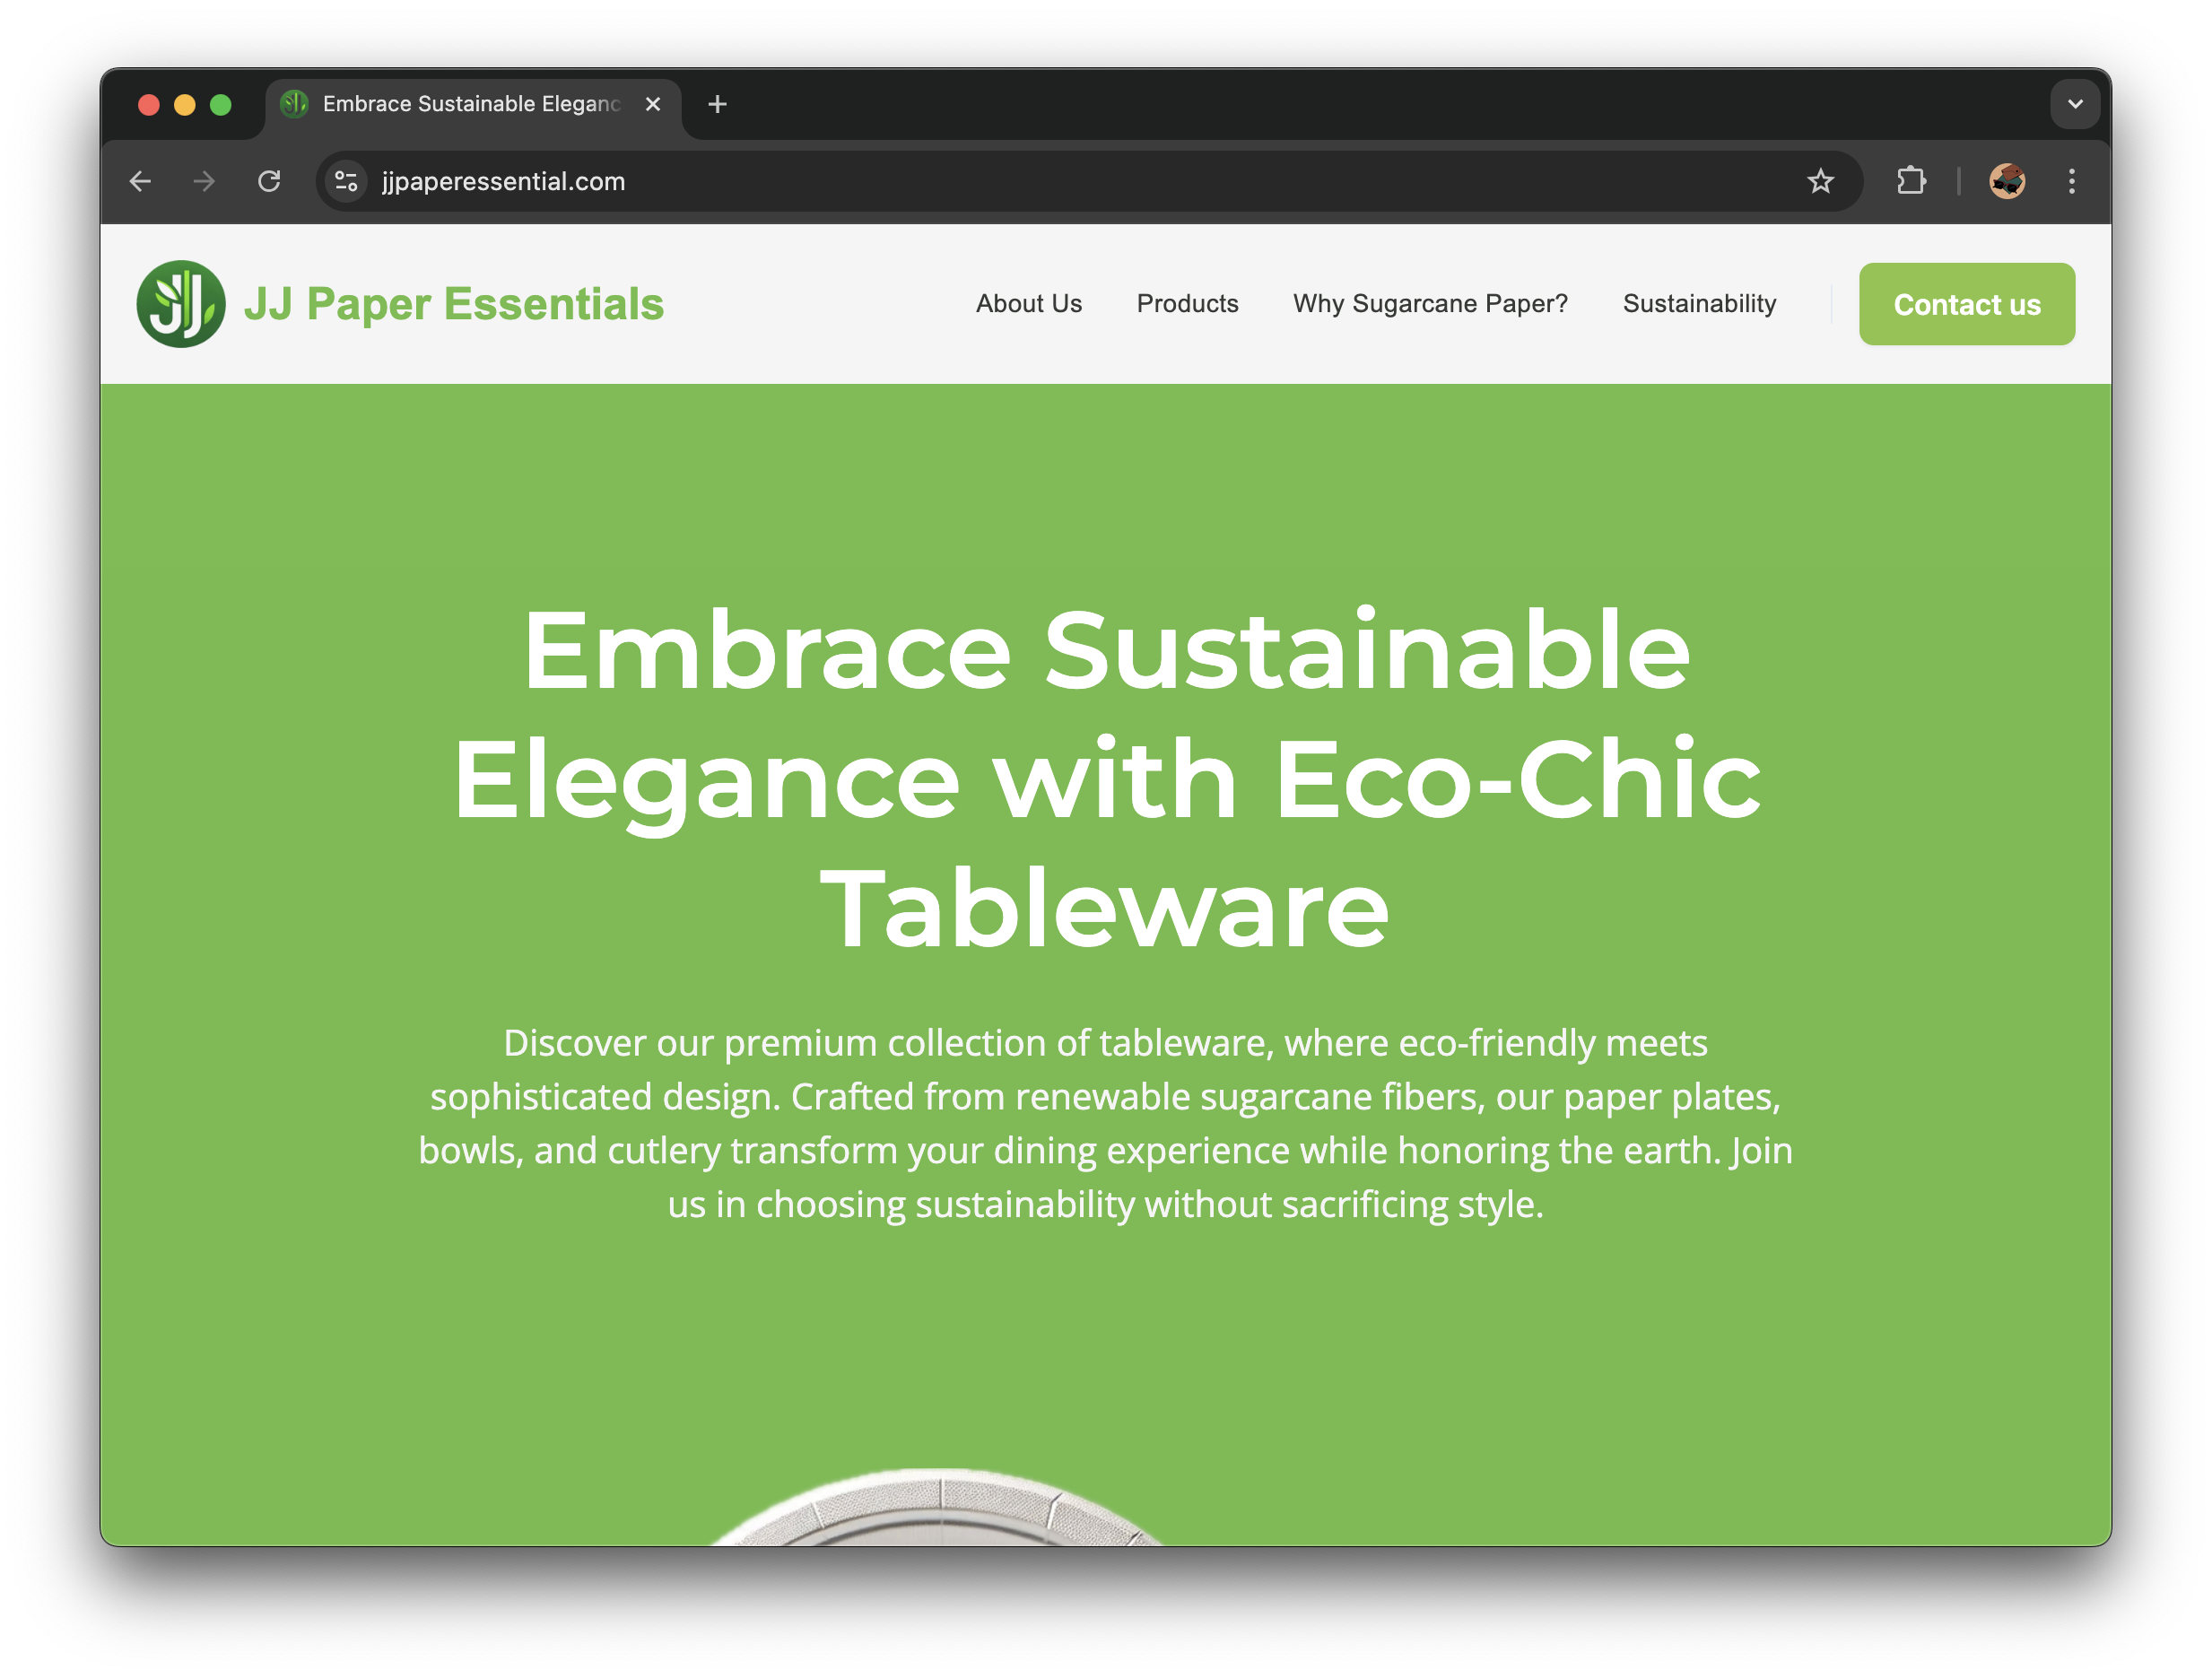 Embrace Sustainable Eleganc
jjpaperessential.com
JJ
JJ Paper Essentials
About Us
Products
Why Sugarcane Paper?
Sustainability
Contact us
Embrace Sustainable
Elegance with Eco-Chic
Tableware
Discover our premium collection of tableware, where eco-friendly meets
sophisticated design. Crafted from renewable sugarcane fibers, our paper plates,
bowls, and cutlery transform your dining experience while honoring the earth. Join
us in choosing sustainability without sacrificing style.